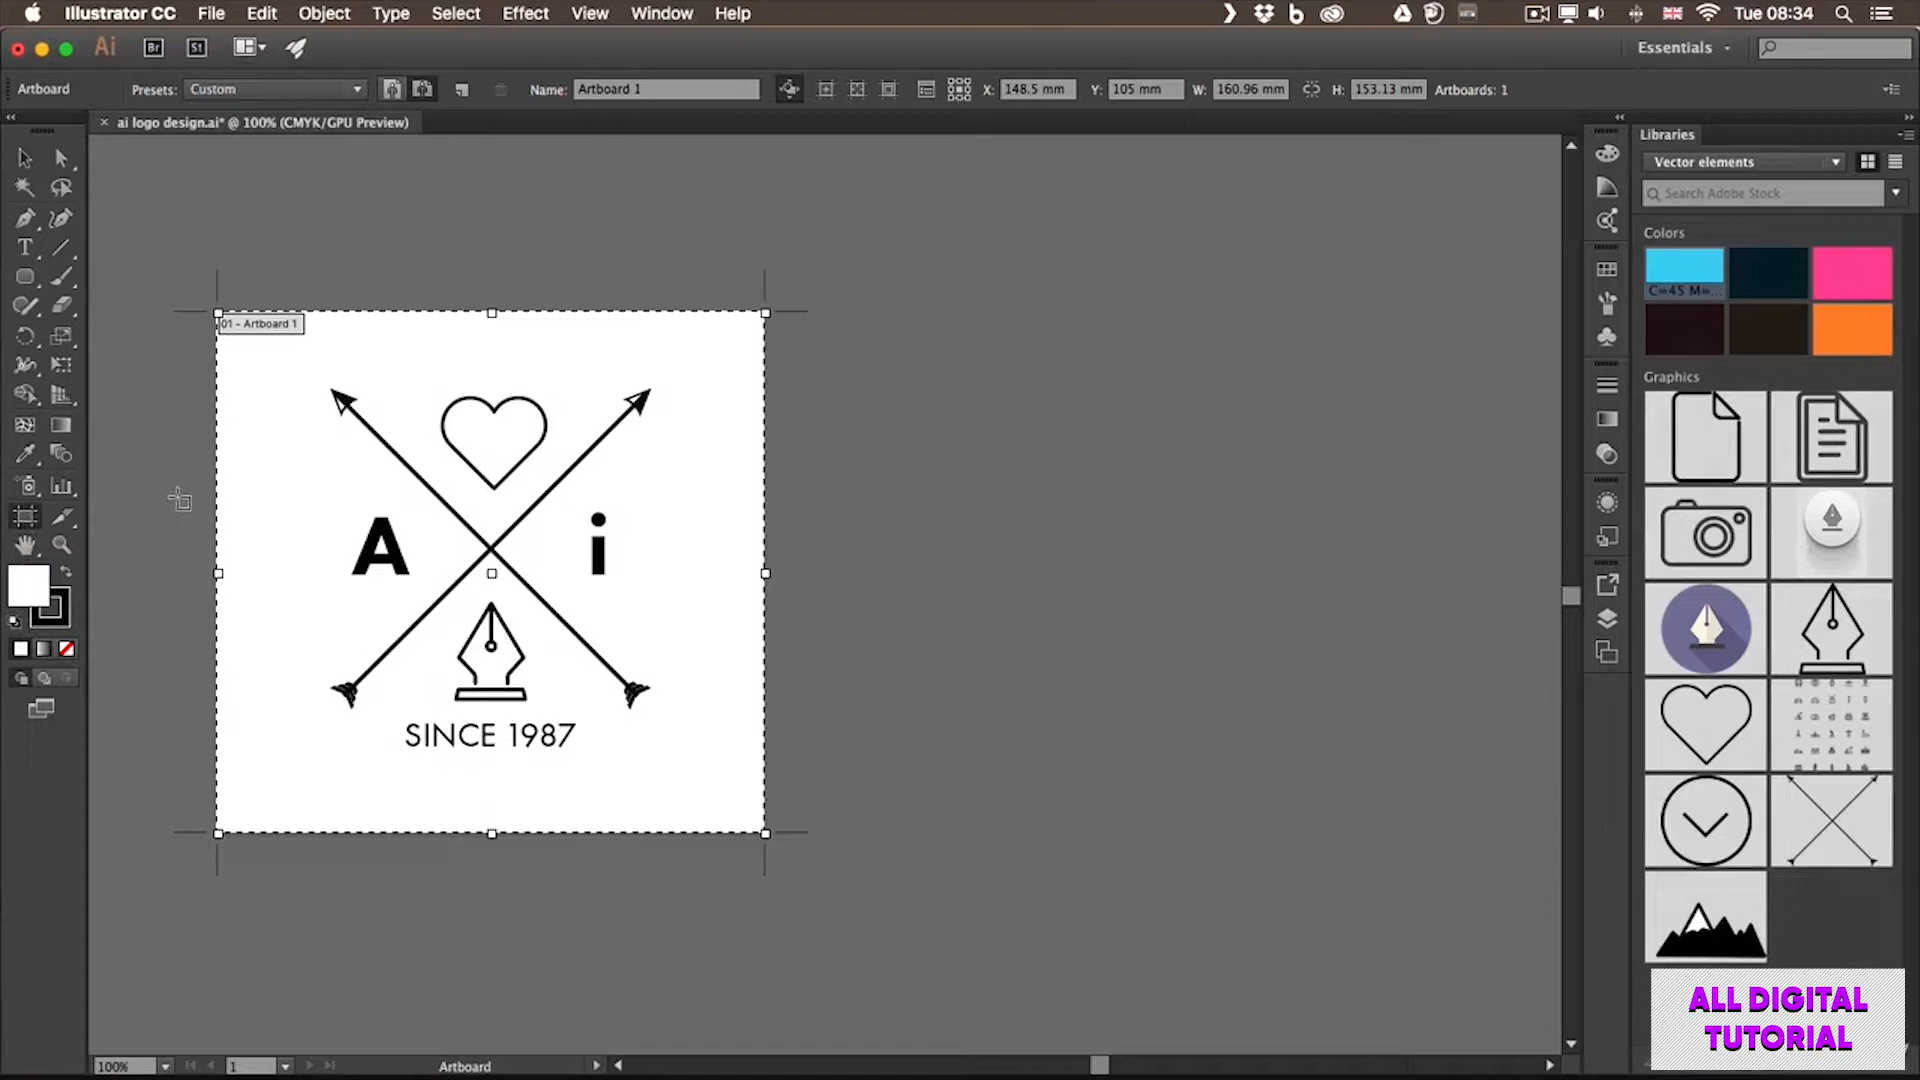 Illustrator CC File Edit Object Type Select Effect View Window Help Tue 08:34
Ai Br St Essentials
Artboard Presets: Custom Name: Artboard 1 X: 148.5 mm Y: 105 mm W: 160.96 mm H: 153.13 mm Artboards: 1
ai logo design.ai* @ 100% (CMYK/GPU Preview)
Libraries
Vector elements
Search Adobe Stock
Colors
C=45 M=...
Graphics
01 - Artboard 1
A i
SINCE 1987
T
ALL DIGITAL
TUTORIAL
100% 1 Artboard